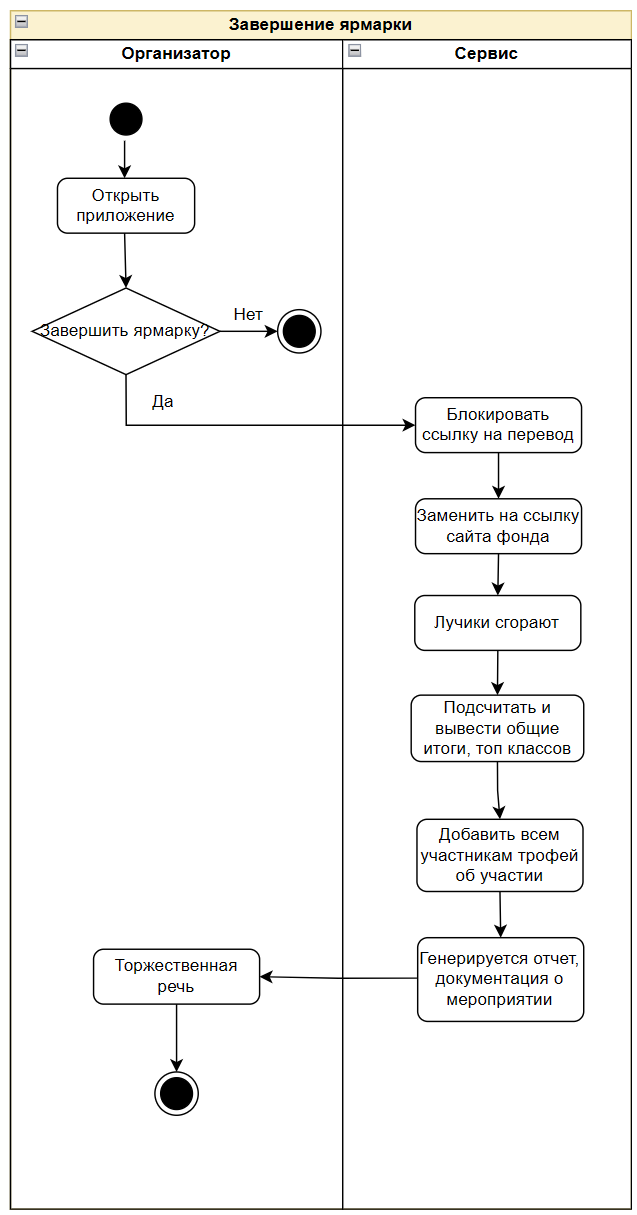 Завершение ярмарки
Организатор
Сервис
Открыть
приложение
Завершить ярмарку?
Нет
Да
Блокировать
ссылку на перевод
Заменить на ссылку
сайта фонда
Лучики сгорают
Подсчитать и
вывести общие
итоги, топ классов
Добавить всем
участникам трофей
об участии
Генерируется отчет,
документация о
мероприятии
Торжественная
речь